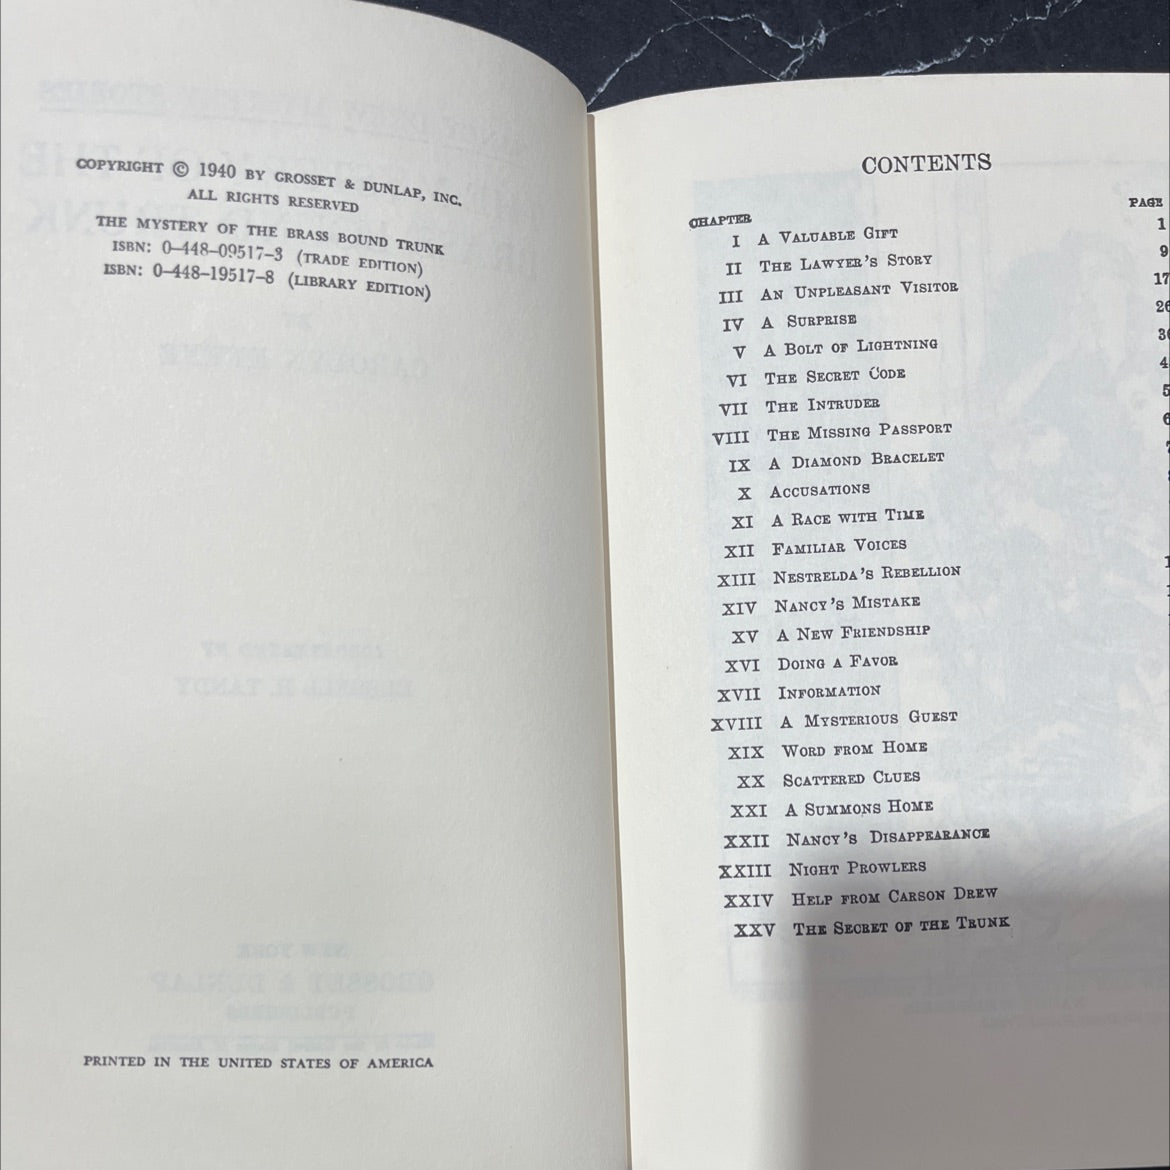 COPYRIGHT © 1940 BY GROSSET & DUNLAP, INC.
ALL RIGHTS RESERVED
THE MYSTERY OF THE BRASS BOUND TRUNK
ISBN: 0-448-09517-3 (TRADE EDITION)
ISBN: 0-448-19517-8 (LIBRARY EDITION)
PRINTED IN THE UNITED STATES OF AMERICA
CONTENTS
CHAPTER PAGE
I A VALUABLE GIFT 1
II THE LAWYER'S STORY 9
III AN UNPLEASANT VISITOR 17
IV A SURPRISE 26
V A BOLT OF LIGHTNING
VI THE SECRET CODE
VII THE INTRUDER
VIII THE MISSING PASSPORT
IX A DIAMOND BRACELET
X ACCUSATIONS
XI A RACE WITH TIME
XII FAMILIAR VOICES
XIII NESTRELDA'S REBELLION
XIV NANCY'S MISTAKE
XV A NEW FRIENDSHIP
XVI DOING A FAVOR
XVII INFORMATION
XVIII A MYSTERIOUS GUEST
XIX WORD FROM HOME
XX SCATTERED CLUES
XXI A SUMMONS HOME
XXII NANCY'S DISAPPEARANCE
XXIII NIGHT PROWLERS
XXIV HELP FROM CARSON DREW
XXV THE SECRET OF THE TRUNK